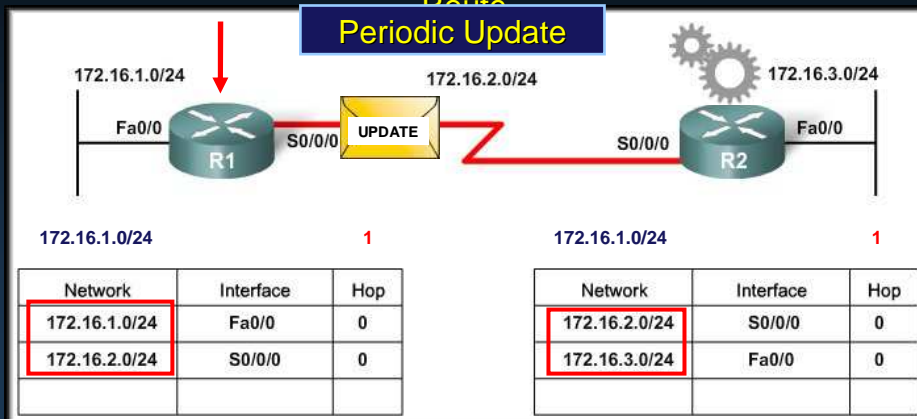 Route
Periodic Update
172.16.1.0/24
172.16.2.0/24
172.16.3.0/24
Fa0/0
S0/0/0
UPDATE
S0/0/0
Fa0/0
R1
R2
172.16.1.0/24 1
172.16.1.0/24 1
Network Interface Hop
172.16.1.0/24 Fa0/0 0
172.16.2.0/24 S0/0/0 0
Network Interface Hop
172.16.2.0/24 S0/0/0 0
172.16.3.0/24 Fa0/0 0